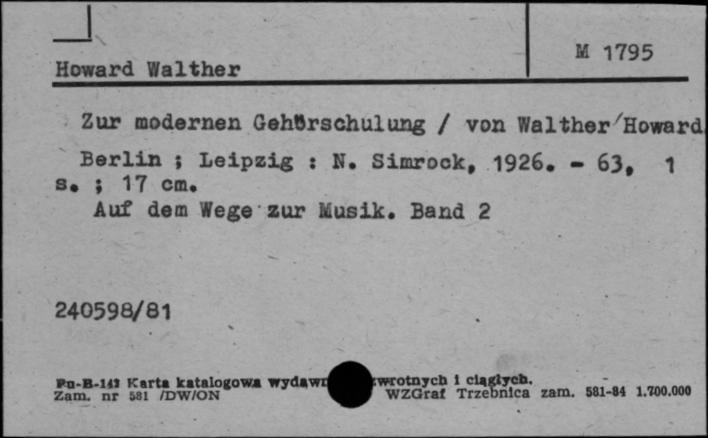 M 1795
Howard Walther
Zur modernen Gehörschulung / von Walther Howard
Berlin ; Leipzig : N. Simrock, 1926. - 63, 1
s. ; 17 cm.
Auf dem Wege zur Musik. Band 2
240598/81
Pu-B-143 Karta katalogowa zwrotnych i ciągłych.
Zam. nr 581 /DW/ON WZGraf Trzebnica zam. 581-84 1.700.000